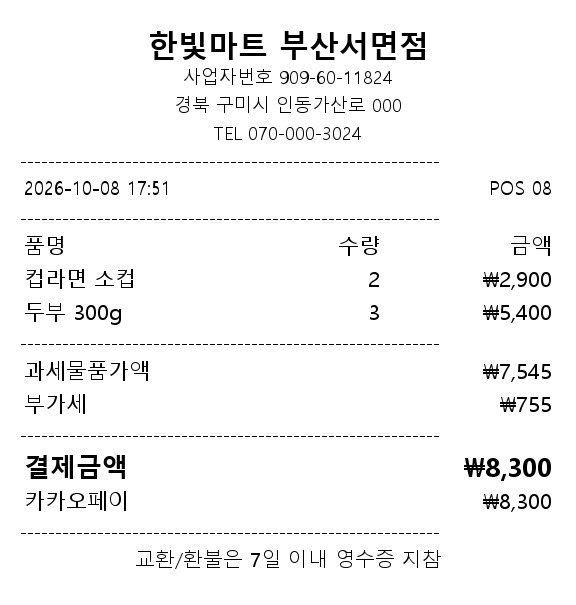 한빛마트 부산서면점
사업자번호 909-60-11824
경북 구미시 인동가산로 000
TEL 070-000-3024
2026-10-08 17:51 POS 08
품명 수량 금액
컵라면 소컵 2 ₩2,900
두부 300g 3 ₩5,400
과세물품가액 ₩7,545
부가세 ₩755
결제금액 ₩8,300
카카오페이 ₩8,300
교환/환불은 7일 이내 영수증 지참